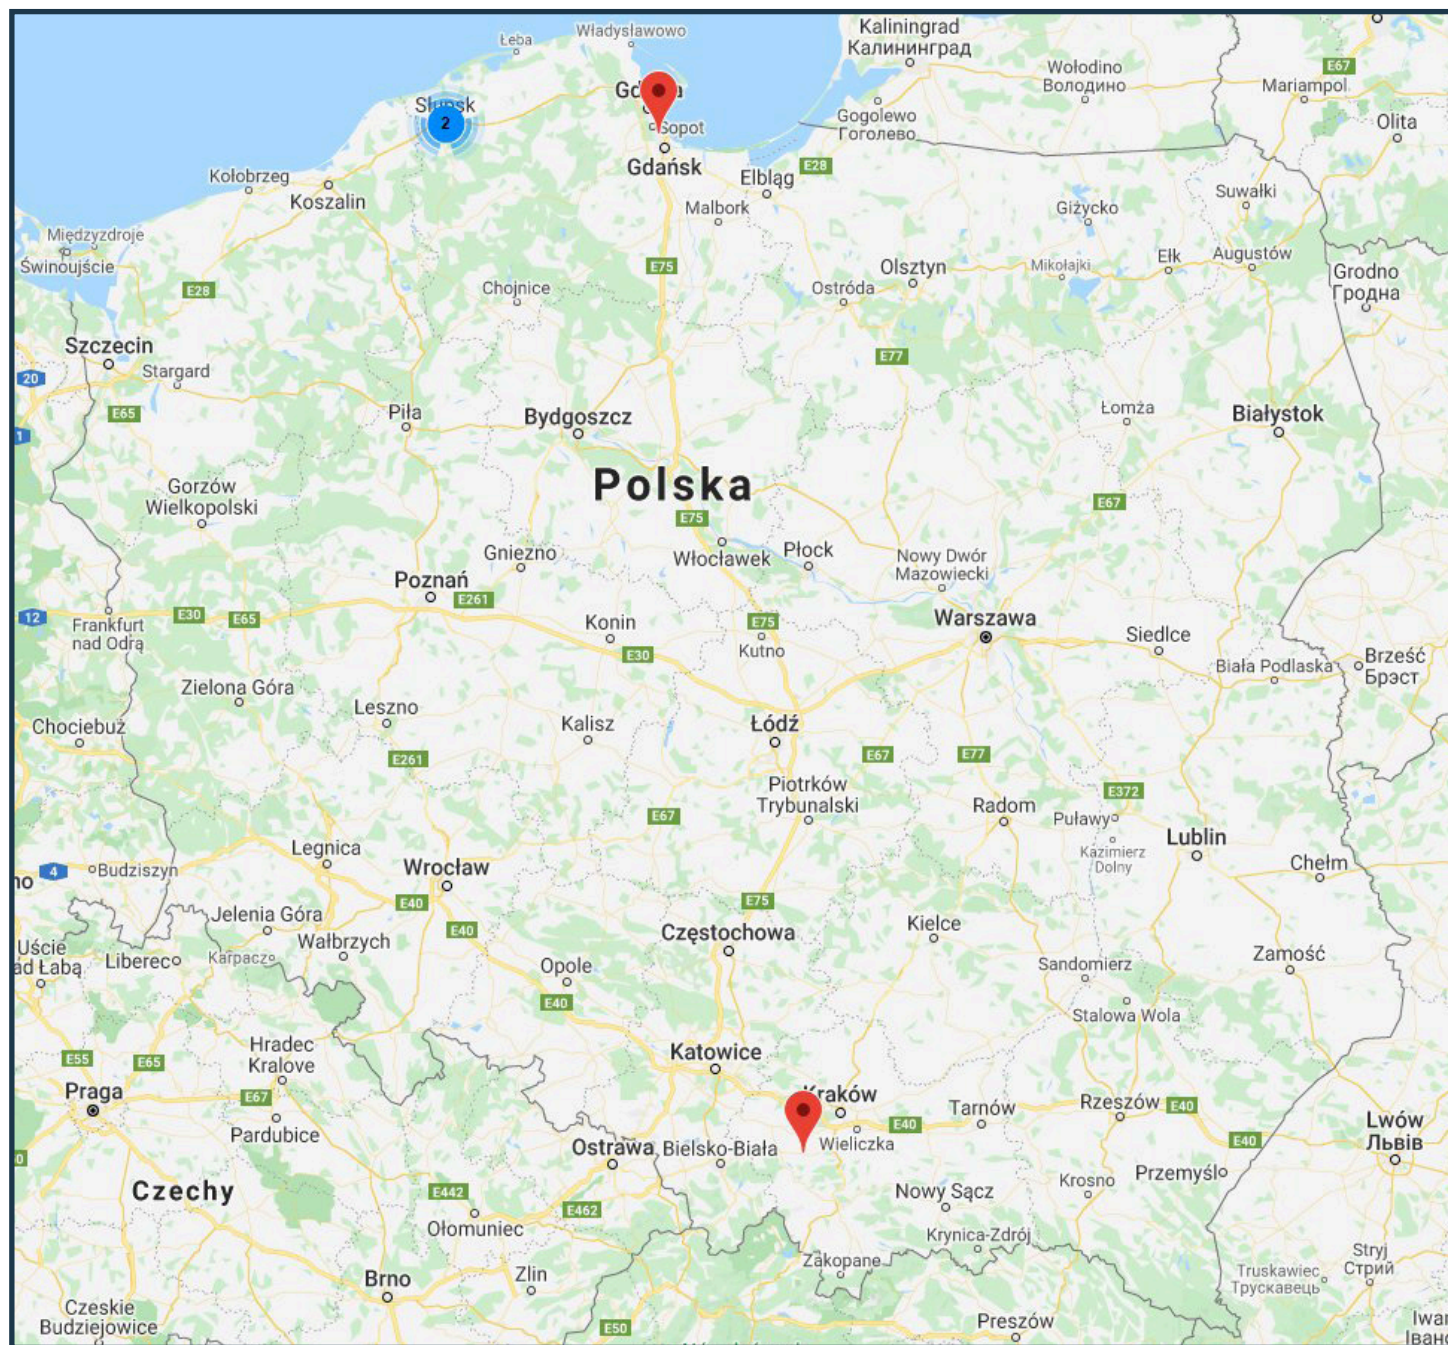 Władysławowo
Łeba
Kaliningrad
Калининград
Wołodino
Володино
E67
Mariampol
Gogolewo
Гоголево
Olita
Słupsk
2
Sopot
Gdańsk
E28
Elbląg
Kołobrzeg
Koszalin
Malbork
Giżycko
Suwałki
Międzyzdroje
Świnoujście
E75
Olsztyn
Mikołajki
Ełk
Augustów
Grodno
Гродна
E28
Chojnice
Ostróda
Szczecin
Stargard
20
E77
E65
Piła
Bydgoszcz
Łomża
Białystok
1
Polska
Gorzów
Wielkopolski
E67
E75
Gniezno
Włocławek
Płock
Nowy Dwór
Mazowiecki
Poznań
E261
12
Frankfurt
nad Odrą
E30
E65
Konin
E75
Kutno
Warszawa
Siedlce
E30
Biała Podlaska
Brześć
Брэст
Zielona Góra
Leszno
Kalisz
Łódź
Chociebuż
E261
E67
E77
Piotrków
Trybunalski
Radom
E372
Puławy
E67
Kazimierz
Dolny
Lublin
Legnica
Wrocław
Chełm
no
4
Budziszyn
E40
E75
Jelenia Góra
Wałbrzych
E40
Częstochowa
Kielce
Uście
ad Łabą
Liberec
Karpacz
Opole
Sandomierz
Zamość
E40
Stalowa Wola
Hradec
Kralove
E55
E65
Katowice
Praga
E67
Kraków
Tarnów
Rzeszów
E40
Pardubice
E40
Wieliczka
E40
Lwów
Львів
Ostrawa
Bielsko-Biała
Przemyśl
Czechy
E442
Ołomuniec
E462
Nowy Sącz
Krosno
Krynica-Zdrój
Zakopane
Stryj
Стрий
Truskawiec
Трускавець
Brno
Zlin
Czeskie
Budziejowice
E50
Preszów